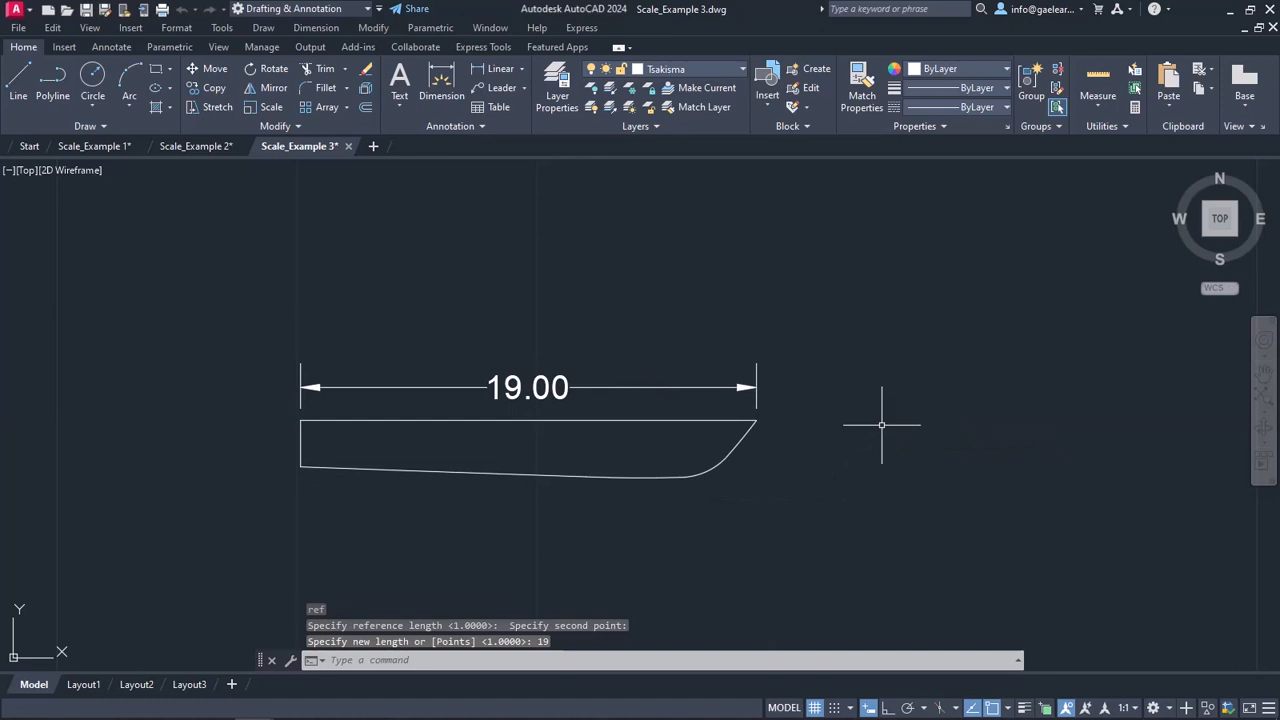 Drafting & Annotation Share Autodesk AutoCAD 2024 Scale_Example 3.dwg Type a keyword or phrase info@gaelear...
File Edit View Insert Format Tools Draw Dimension Modify Parametric Window Help Express
Home Insert Annotate Parametric View Manage Output Add-ins Collaborate Express Tools Featured Apps
Move Rotate Trim Linear Tsakisma Create ByLayer
Copy Mirror Fillet Leader Make Current Edit ByLayer
Line Polyline Circle Arc Text Dimension Layer Properties Insert Match Properties Group Measure Paste Base
Stretch Scale Array Table Match Layer ByLayer
Draw Modify Annotation Layers Block Properties Groups Utilities Clipboard View
Start Scale_Example 1* Scale_Example 2* Scale_Example 3*
[−][Top][2D Wireframe]
N
W TOP E
S
WCS
19.00
ref
Specify reference length <1.0000>: Specify second point:
Specify new length or [Points] <1.0000>: 19
Y
X
Type a command
Model Layout1 Layout2 Layout3
MODEL 1:1